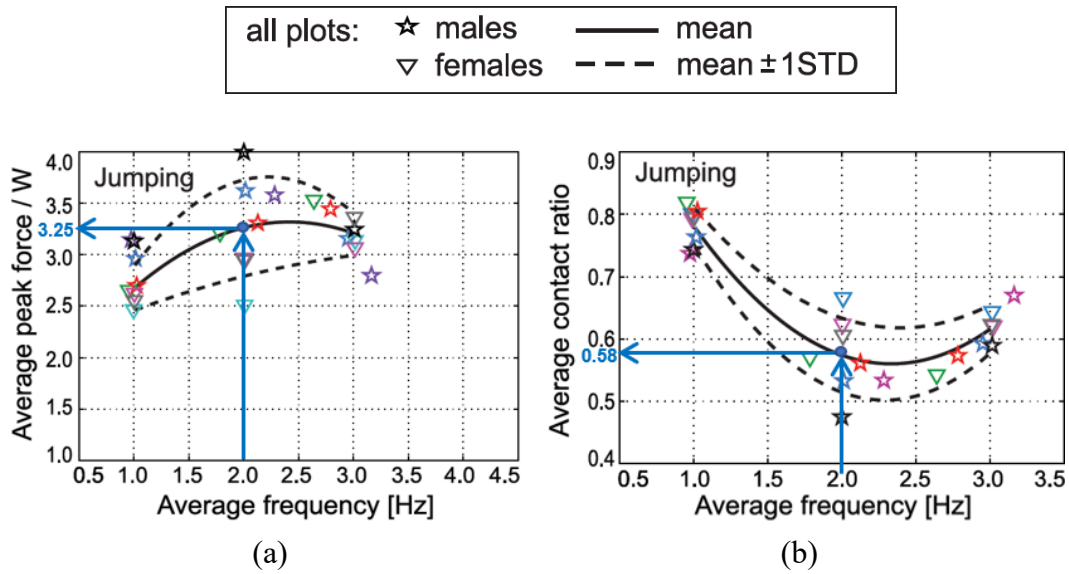 all plots: males mean
females mean ± 1STD
Average peak force / W
4.0
3.5
3.25
3.0
2.5
2.0
1.5
1.0
Jumping
0.5 1.0 1.5 2.0 2.5 3.0 3.5 4.0 4.5
Average frequency [Hz]
(a)
Average contact ratio
0.9
0.8
0.7
0.6
0.58
0.5
0.4
Jumping
0.5 1.0 1.5 2.0 2.5 3.0 3.5
Average frequency [Hz]
(b)